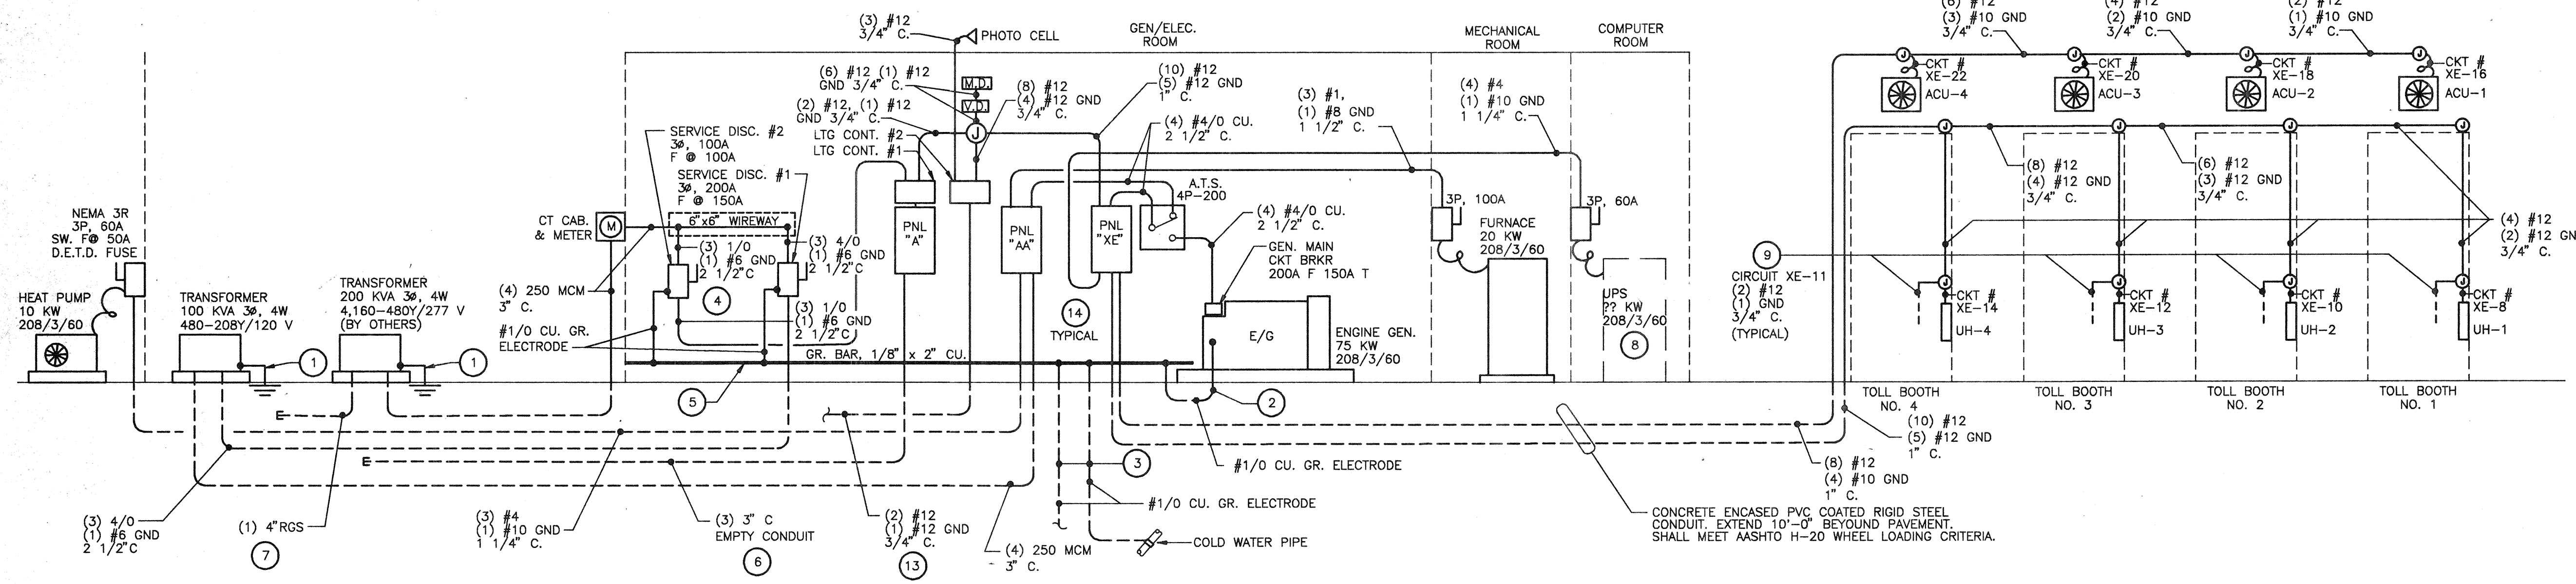 HEAT PUMP
10 KW
208/3/60
NEMA 3R
3P, 60A
SW. F@ 50A
D.E.T.D. FUSE
TRANSFORMER
100 KVA 3ø, 4W
480-208Y/120 V
1
TRANSFORMER
200 KVA 3ø, 4W
4,160-480Y/277 V
(BY OTHERS)
1
(3) 4/0
(1) #6 GND
2 1/2"C
(1) 4"RGS
7
E
E
(3) #4
(1) #10 GND
1 1/4" C.
(3) 3" C
EMPTY CONDUIT
6
(2) #12
(1) #12 GND
3/4" C.
13
(4) 250 MCM
3" C.
CT CAB.
& METER
M
(4) 250 MCM
3" C.
#1/0 CU. GR.
ELECTRODE
SERVICE DISC. #2
3ø, 100A
F @ 100A
SERVICE DISC. #1
3ø, 200A
F @ 150A
6"x6" WIREWAY
(3) 1/0
(1) #6 GND
2 1/2"C
4
(3) 4/0
(1) #6 GND
2 1/2"C
(3) 1/0
(1) #6 GND
2 1/2"C
GR. BAR, 1/8" x 2" CU.
5
(3) #12
3/4" C.
PHOTO CELL
(6) #12 (1) #12
GND 3/4" C.
(2) #12, (1) #12
GND 3/4" C.
LTG CONT. #2
LTG CONT. #1
M.D.
V.D.
J
(8) #12
(4) #12 GND
3/4" C.
PNL
"A"
PNL
"AA"
PNL
"XE"
GEN/ELEC.
ROOM
(10) #12
(5) #12 GND
1" C.
(4) #4/0 CU.
2 1/2" C.
A.T.S.
4P-200
(4) #4/0 CU.
2 1/2" C.
GEN. MAIN
CKT BRKR
200A F 150A T
14
TYPICAL
E/G
ENGINE GEN.
75 KW
208/3/60
2
3
#1/0 CU. GR. ELECTRODE
#1/0 CU. GR. ELECTRODE
COLD WATER PIPE
(3) #1,
(1) #8 GND
1 1/2" C.
MECHANICAL
ROOM
(4) #4
(1) #10 GND
1 1/4" C.
3P, 100A
FURNACE
20 KW
208/3/60
COMPUTER
ROOM
3P, 60A
UPS
?? KW
208/3/60
8
CONCRETE ENCASED PVC COATED RIGID STEEL
CONDUIT. EXTEND 10'-0" BEYOUND PAVEMENT.
SHALL MEET AASHTO H-20 WHEEL LOADING CRITERIA.
9
CIRCUIT XE-11
(2) #12
(1) GND
3/4" C.
(TYPICAL)
(8) #12
(4) #10 GND
1" C.
(10) #12
(5) #12 GND
1" C.
(6) #12
(3) #10 GND
3/4" C.
(4) #12
(2) #10 GND
3/4" C.
(2) #12
(1) #10 GND
3/4" C.
J
CKT #
XE-22
ACU-4
J
CKT #
XE-20
ACU-3
J
CKT #
XE-18
ACU-2
J
CKT #
XE-16
ACU-1
J
J
J
J
(8) #12
(4) #12 GND
3/4" C.
(6) #12
(3) #12 GND
3/4" C.
(4) #12
(2) #12 GN
3/4" C.
J
CKT #
XE-14
UH-4
J
CKT #
XE-12
UH-3
J
CKT #
XE-10
UH-2
J
CKT #
XE-8
UH-1
TOLL BOOTH
NO. 4
TOLL BOOTH
NO. 3
TOLL BOOTH
NO. 2
TOLL BOOTH
NO. 1